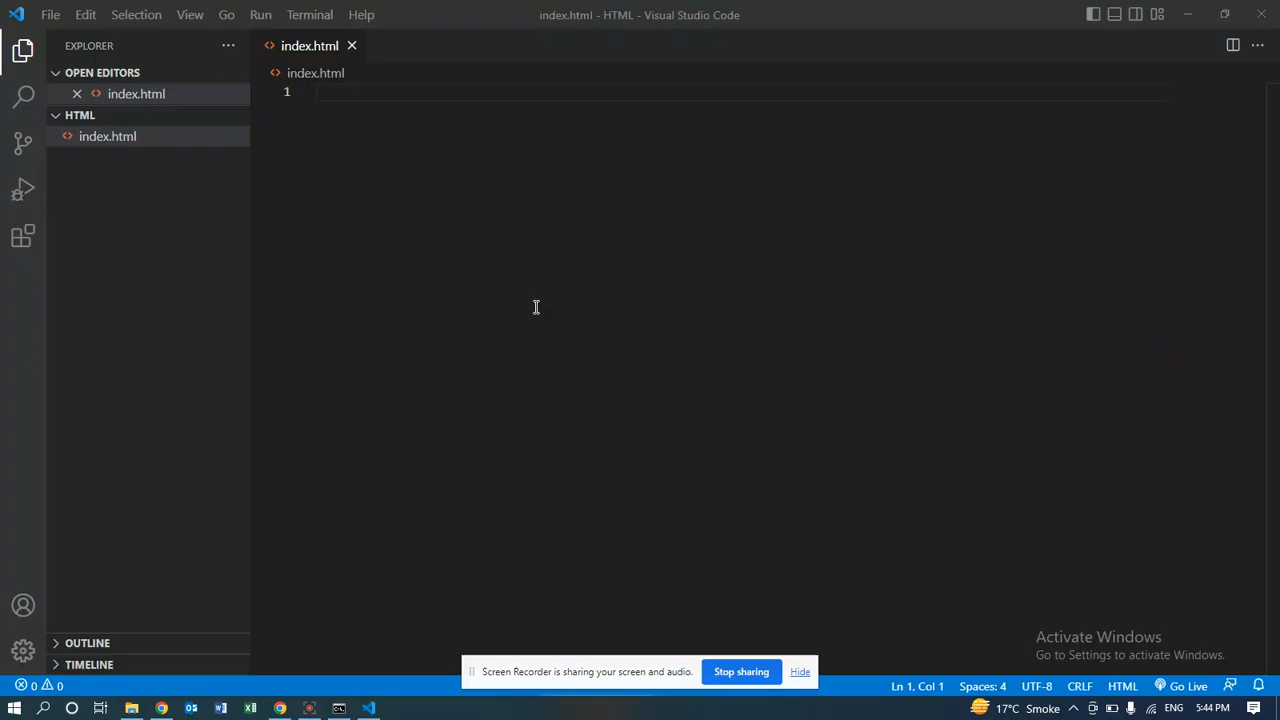 File Edit Selection View Go Run Terminal Help
index.html - HTML - Visual Studio Code
EXPLORER
index.html
OPEN EDITORS
index.html
index.html
1
HTML
index.html
OUTLINE
TIMELINE
Activate Windows
Go to Settings to activate Windows.
Screen Recorder is sharing your screen and audio.
Stop sharing
Hide
0 0
Ln 1, Col 1
Spaces: 4
UTF-8
CRLF
HTML
Go Live
17°C Smoke
ENG
5:44 PM